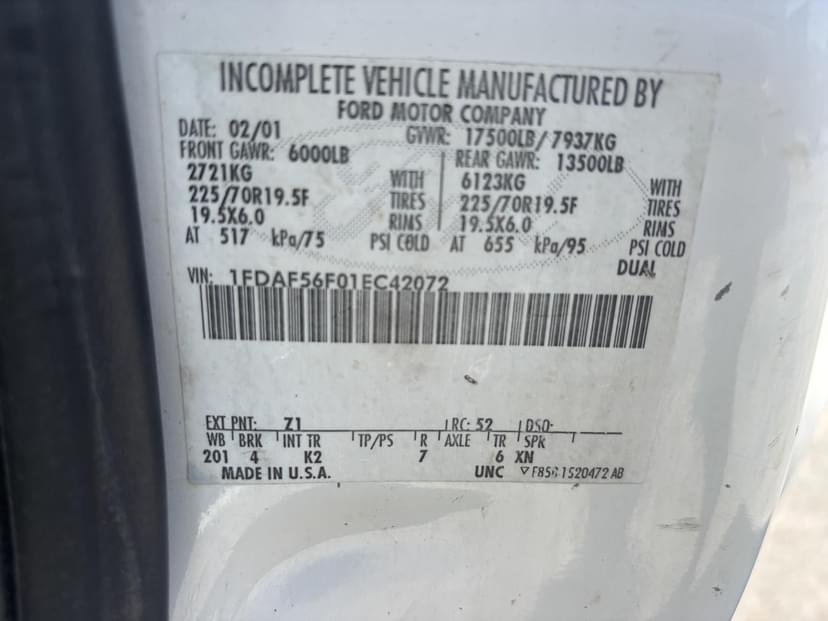 INCOMPLETE VEHICLE MANUFACTURED BY
FORD MOTOR COMPANY
DATE: 02/01 GVWR: 17500LB/7937KG
FRONT GAWR: 6000LB REAR GAWR: 13500LB
2721KG WITH 6123KG WITH
225/70R19.5F TIRES 225/70R19.5F TIRES
19.5X6.0 RIMS 19.5X6.0 RIMS
AT 517 kPa/75 PSI COLD AT 655 kPa/95 PSI COLD
DUAL
VIN: 1FDAF56F01EC42072
EXT PNT: Z1 RC: 52 DSO:
WB BRK INT TR TP/PS R AXLE TR SPR
201 4 K2 7 6 XN
MADE IN U.S.A. UNC